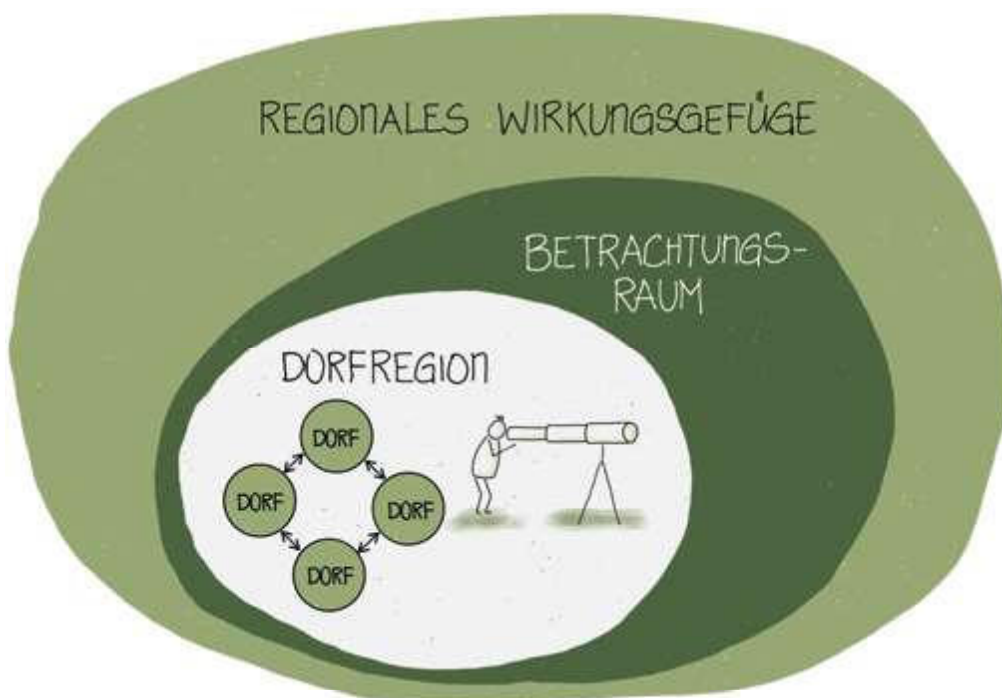 REGIONALES WIRKUNGSGEFÜGE
BETRACHTUNGS-
RAUM
DORFREGION
DORF
DORF
DORF
DORF